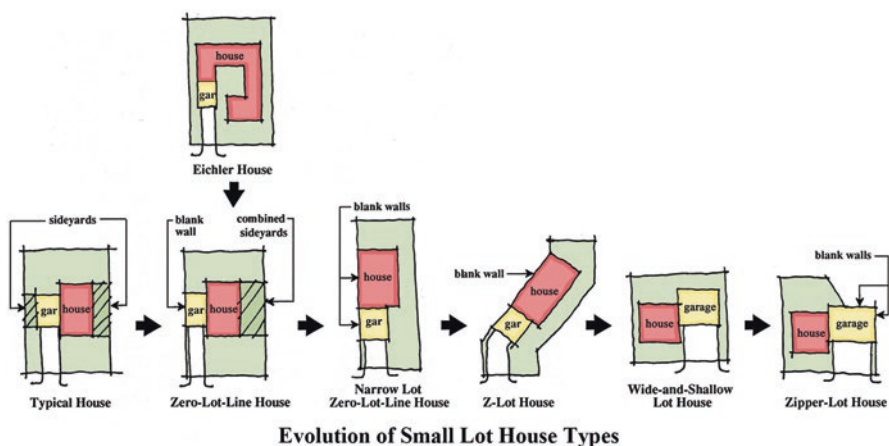 house
gar
Eichler House
sideyards
blank
wall
combined
sideyards
blank walls
blank wall
blank walls
gar
house
gar
house
house
gar
house
gar
house
garage
house
garage
Typical House
Zero-Lot-Line House
Narrow Lot
Zero-Lot-Line House
Z-Lot House
Wide-and-Shallow
Lot House
Zipper-Lot House
Evolution of Small Lot House Types